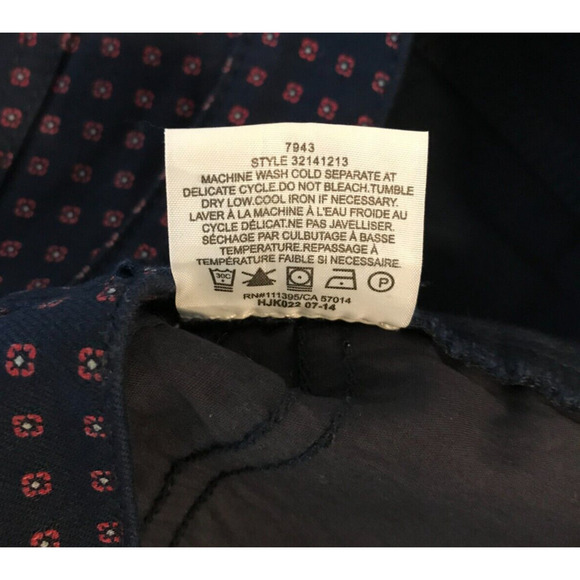 7943
STYLE 32141213
MACHINE WASH COLD SEPARATE AT
DELICATE CYCLE.DO NOT BLEACH.TUMBLE
DRY LOW.COOL IRON IF NECESSARY.
LAVER À LA MACHINE À L'EAU FROIDE AU
CYCLE DÉLICAT.NE PAS JAVELLISER.
SÉCHAGE PAR CULBUTAGE À BASSE
TEMPÉRATURE.REPASSAGE À
TEMPÉRATURE FAIBLE SI NECESSAIRE.
30C P
RN#111395/CA 57014
HJK022 07-14